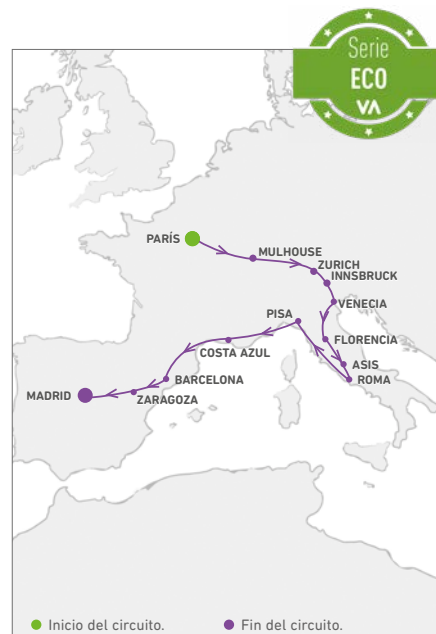 Serie
ECO
VA
PARÍS
MULHOUSE
ZURICH
INNSBRUCK
VENECIA
PISA
FLORENCIA
COSTA AZUL
ASIS
BARCELONA
ROMA
MADRID
ZARAGOZA
Inicio del circuito.
Fin del circuito.